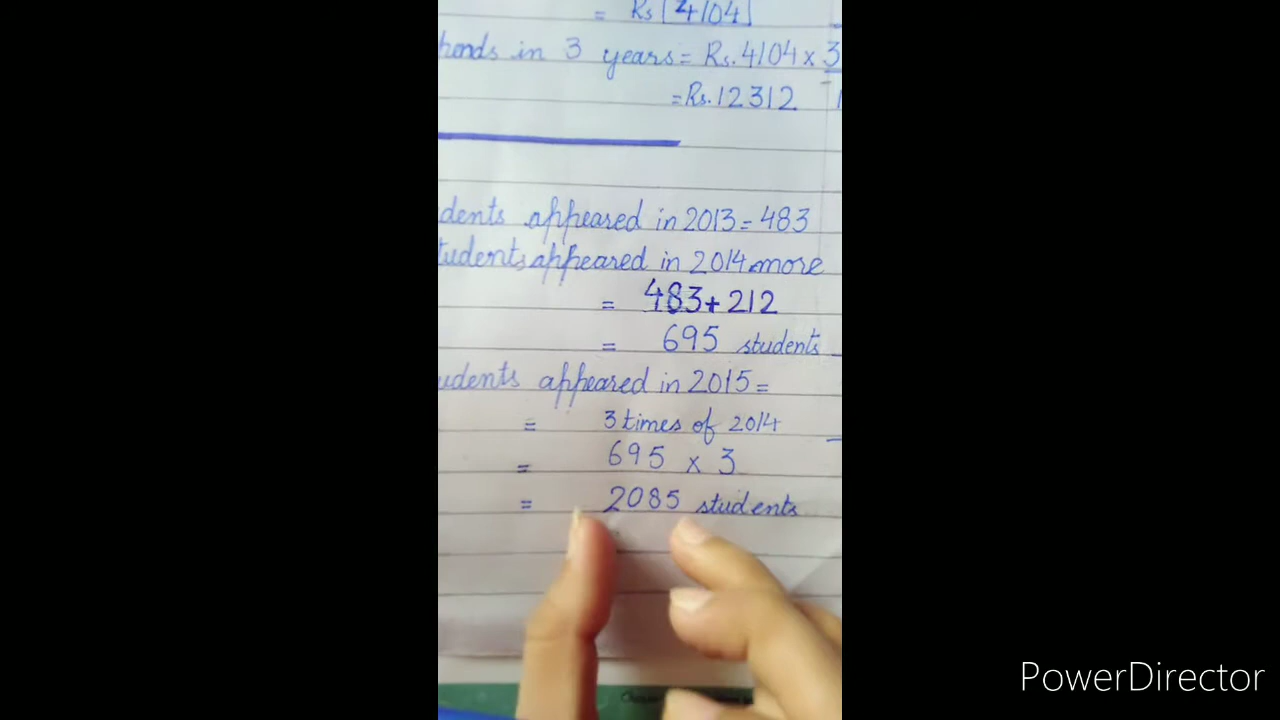 = Rs 4104
hends in 3 years = Rs. 4104 × 3
= Rs. 12312
dents appeared in 2013 = 483
tudents appeared in 2014 more
= 483 + 212
= 695 students
udents appeared in 2015 =
= 3 times of 2014
= 695 × 3
= 2085 students
PowerDirector